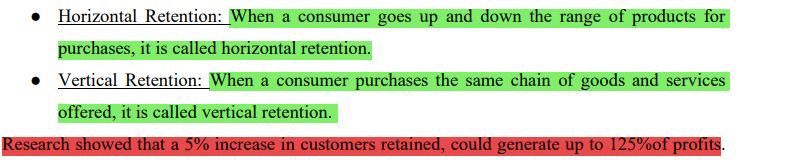 ● Horizontal Retention: When a consumer goes up and down the range of products for
purchases, it is called horizontal retention.
● Vertical Retention: When a consumer purchases the same chain of goods and services
offered, it is called vertical retention.
Research showed that a 5% increase in customers retained, could generate up to 125%of profits.